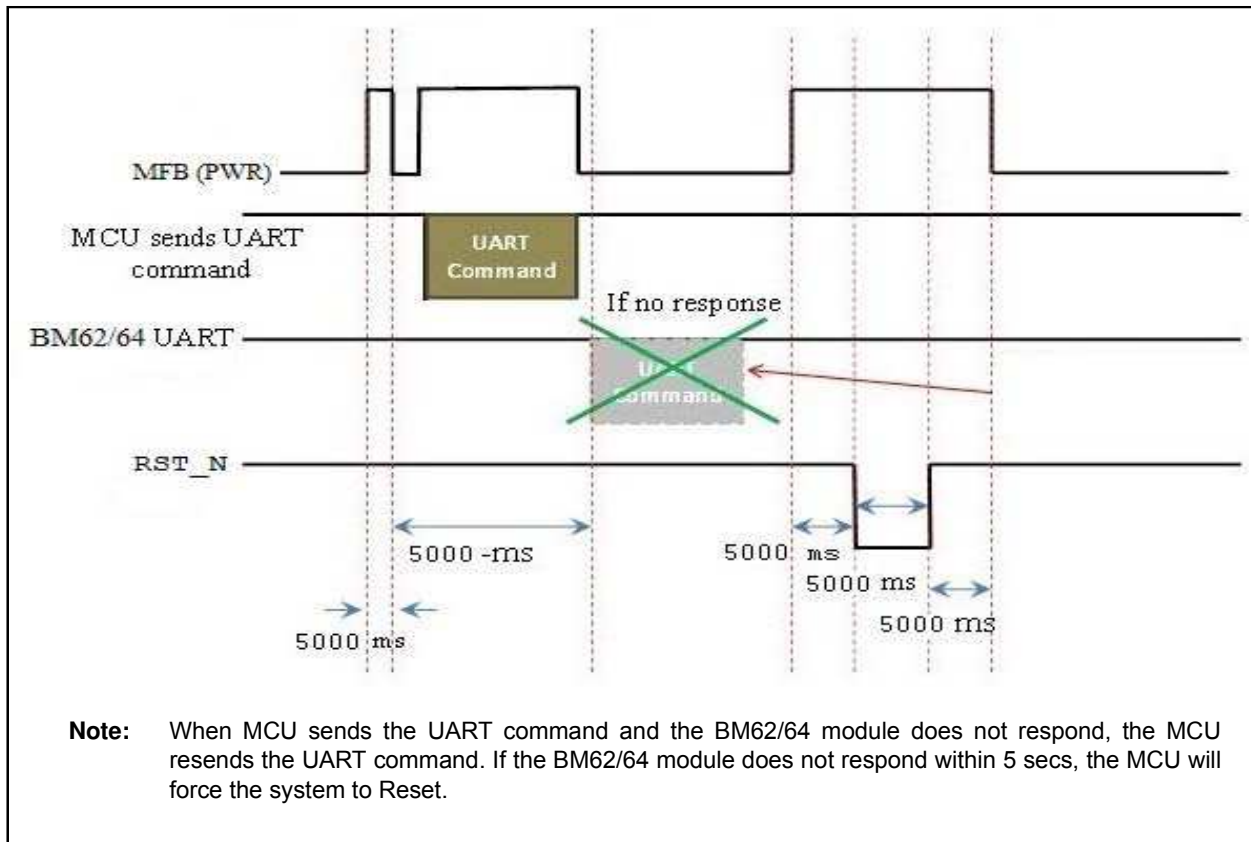 MFB (PWR)
MCU sends UART
command
UART
Command
If no response
BM62/64 UART
UART
Command
RST_N
5000 -ms
5000 ms
5000 ms
5000 ms
5000 ms
Note: When MCU sends the UART command and the BM62/64 module does not respond, the MCU
resends the UART command. If the BM62/64 module does not respond within 5 secs, the MCU will
force the system to Reset.